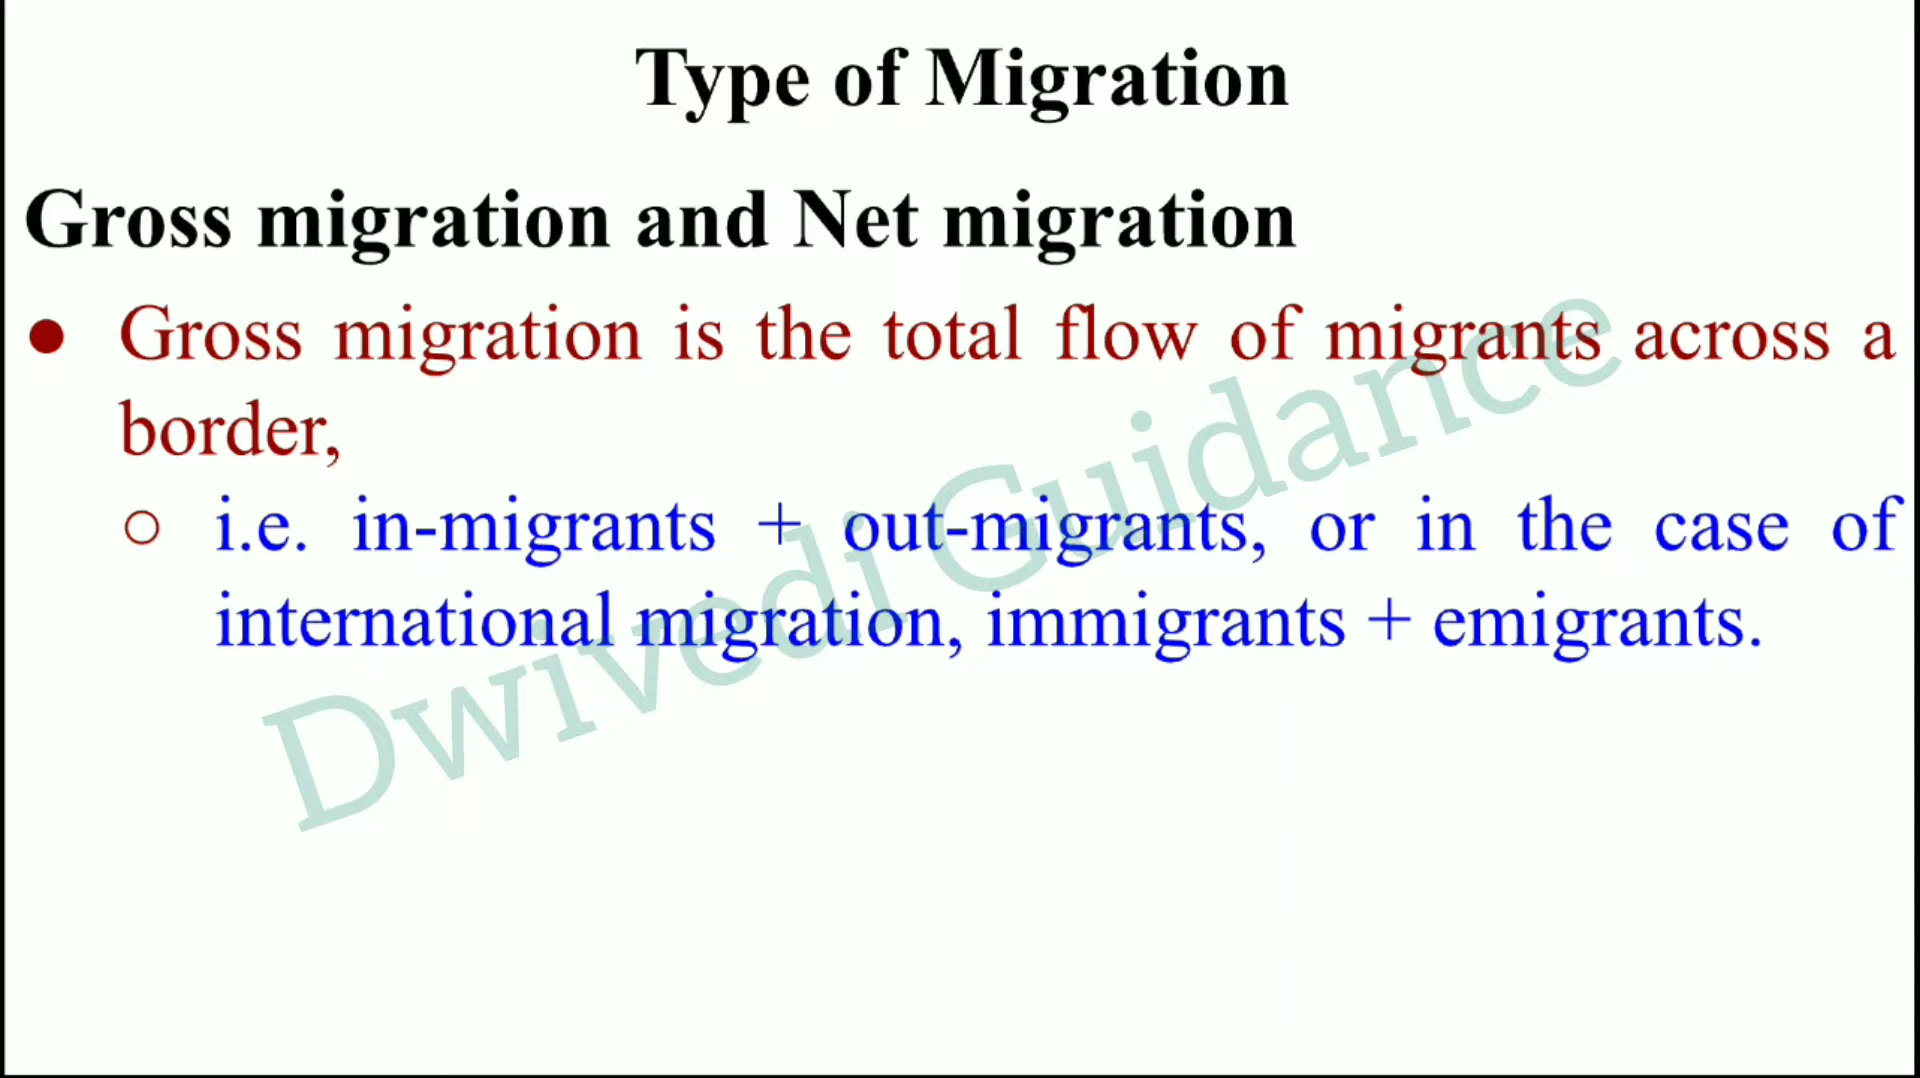 Type of Migration
Gross migration and Net migration
● Gross migration is the total flow of migrants across a
border,
○ i.e. in-migrants + out-migrants, or in the case of
international migration, immigrants + emigrants.
Dwivedi Guidance